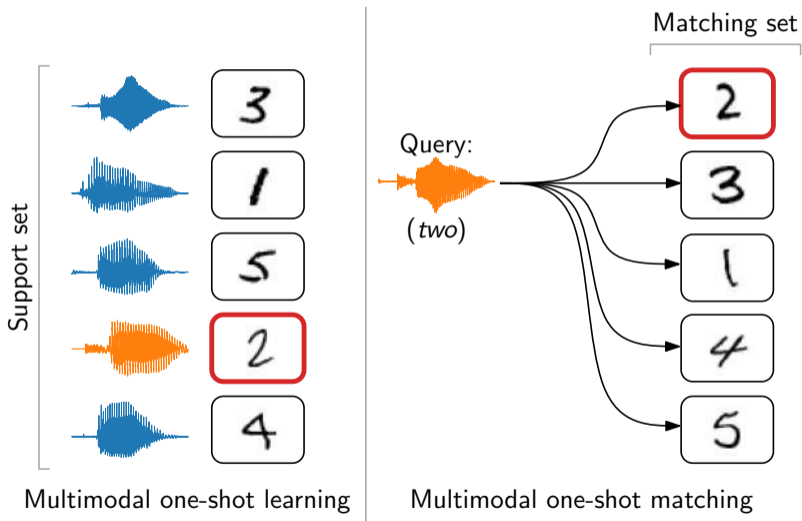 Support set
3
1
5
2
4
Multimodal one-shot learning
Matching set
Query:
(two)
2
3
1
4
5
Multimodal one-shot matching